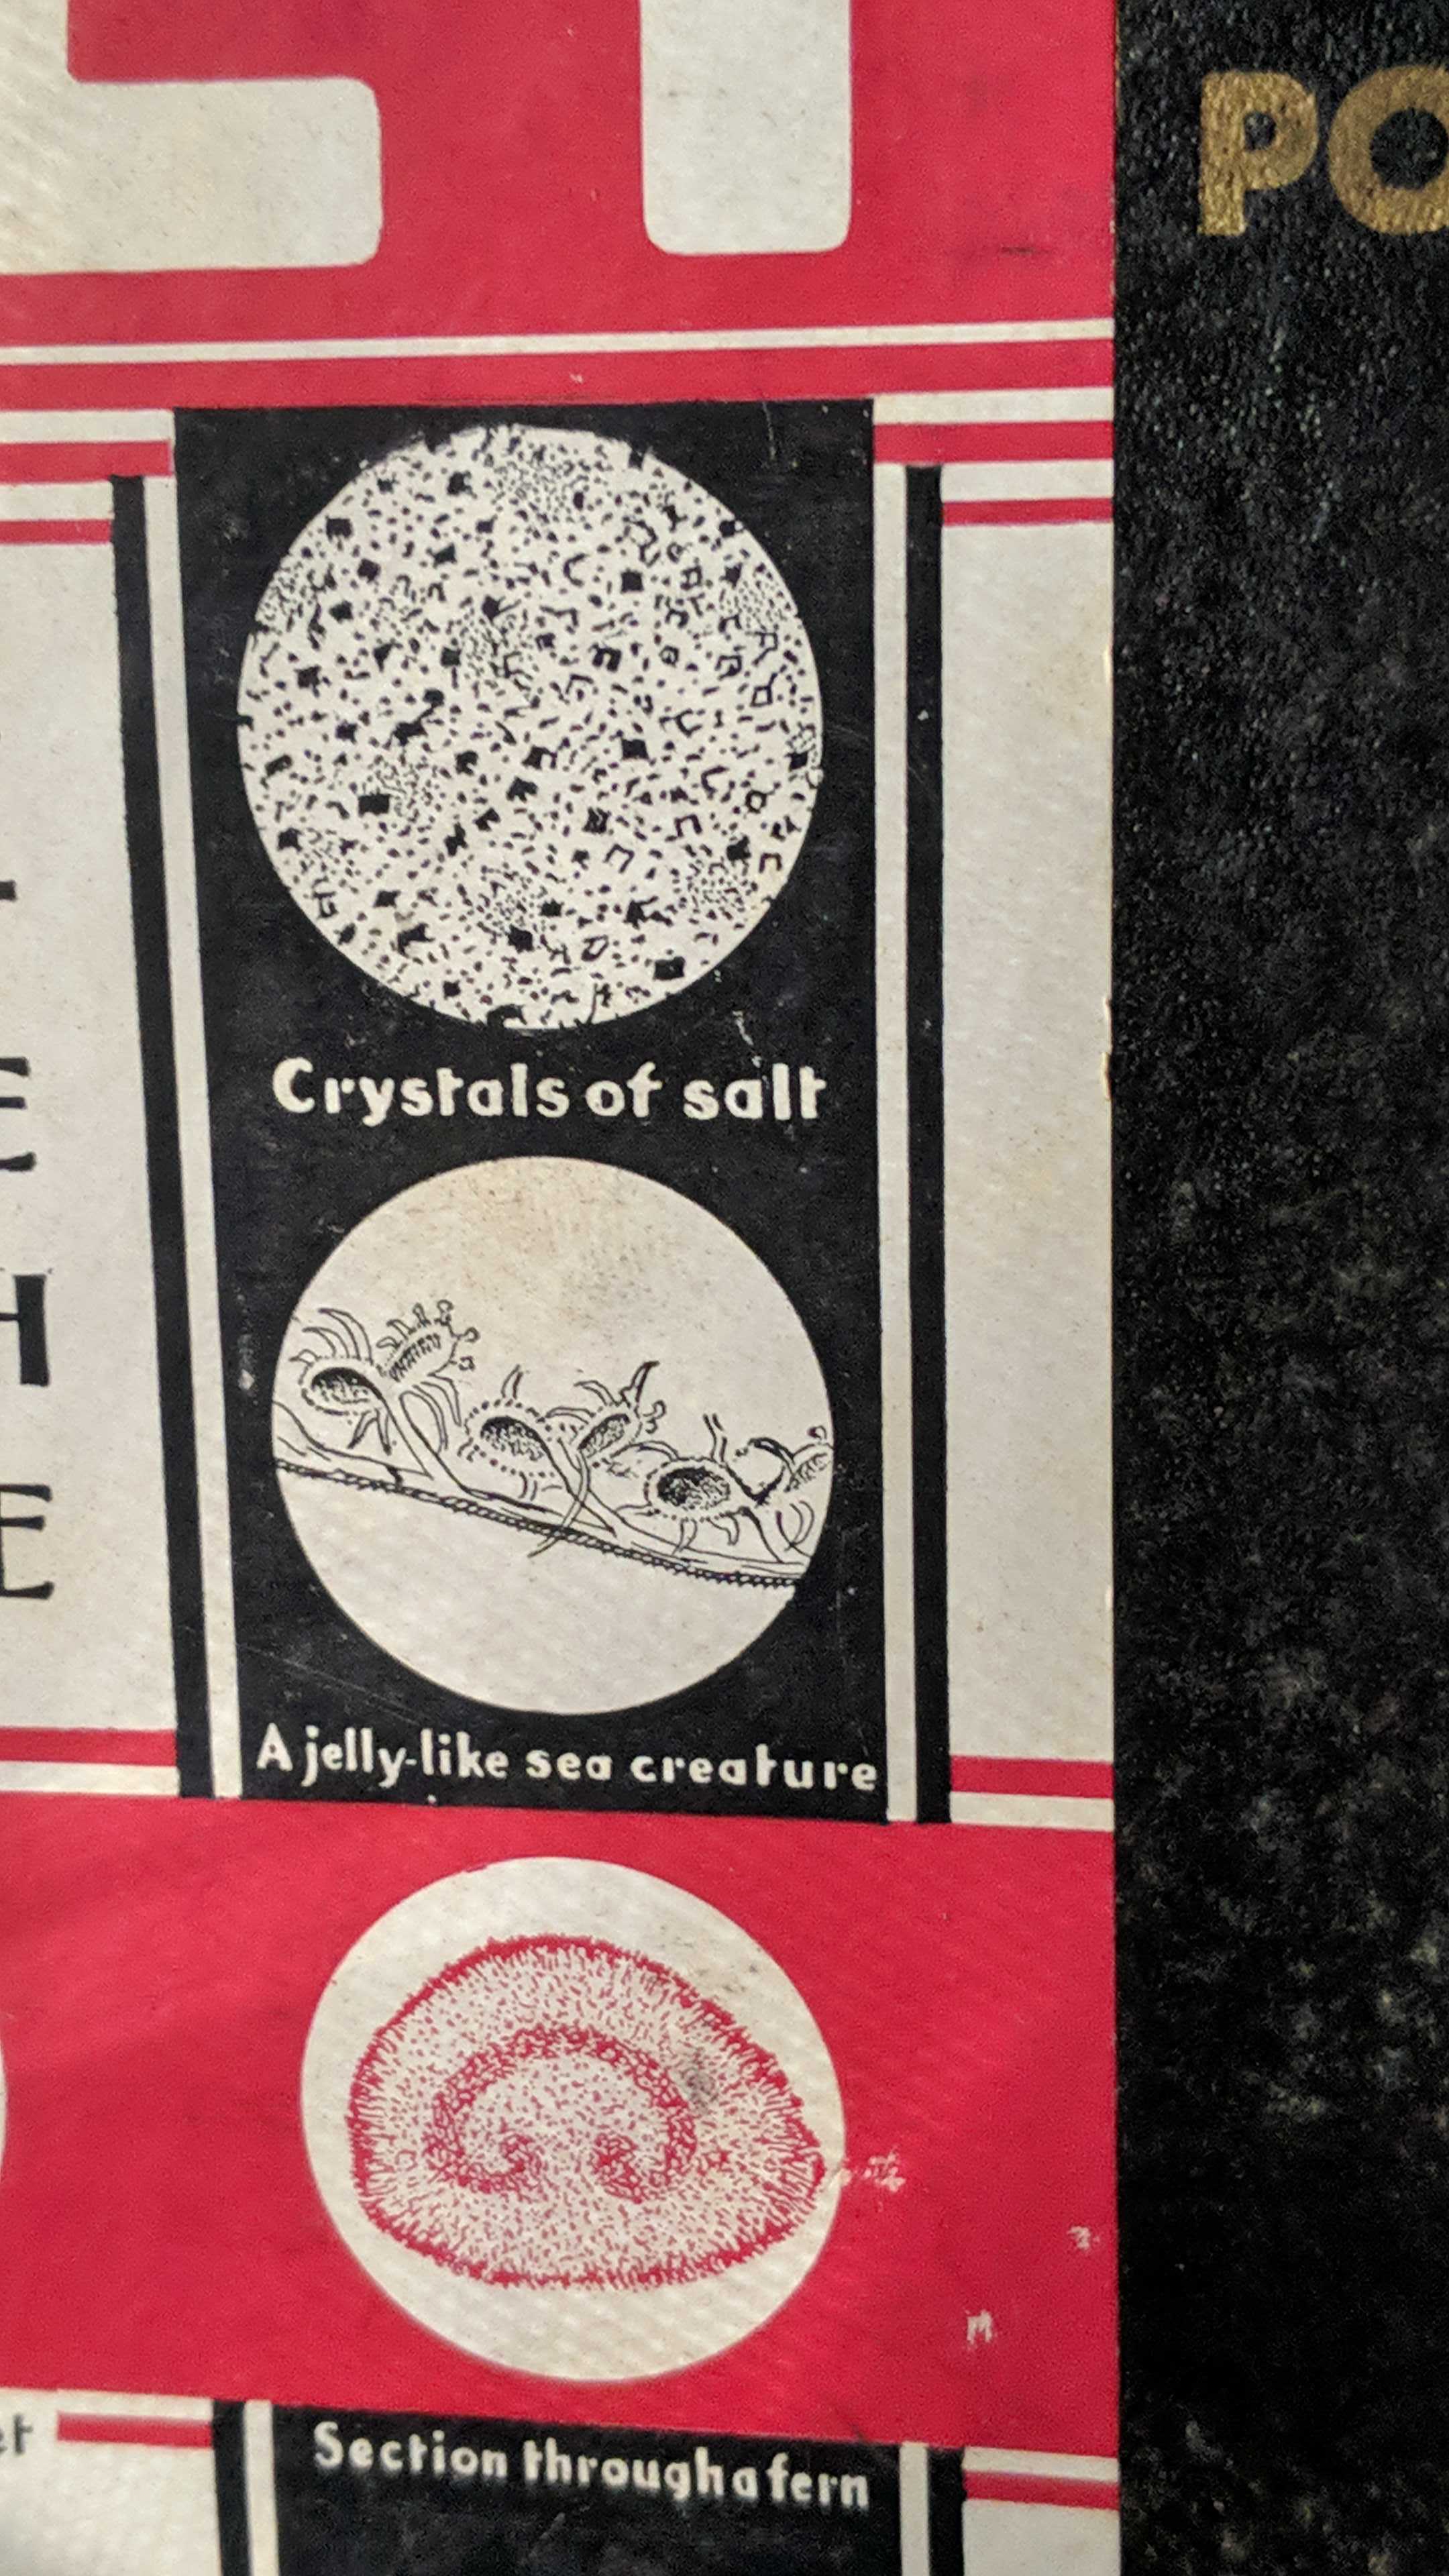 PO
Crystals of salt
A jelly-like sea creature
E
H
E
Section through a fern